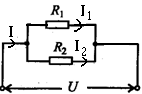 R₁ I₁
I
R₂ I₂
U